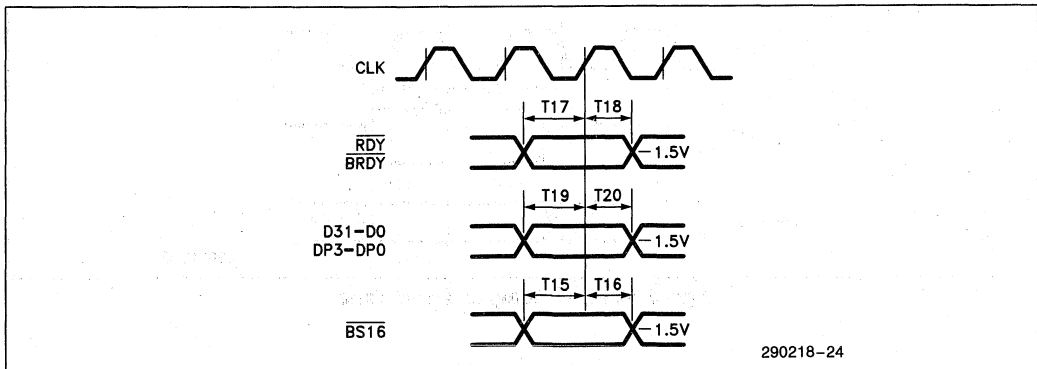 CLK
T17 T18
RDY
BRDY
1.5V
T19 T20
D31-D0
DP3-DP0
1.5V
T15 T16
BS16
1.5V
290218-24